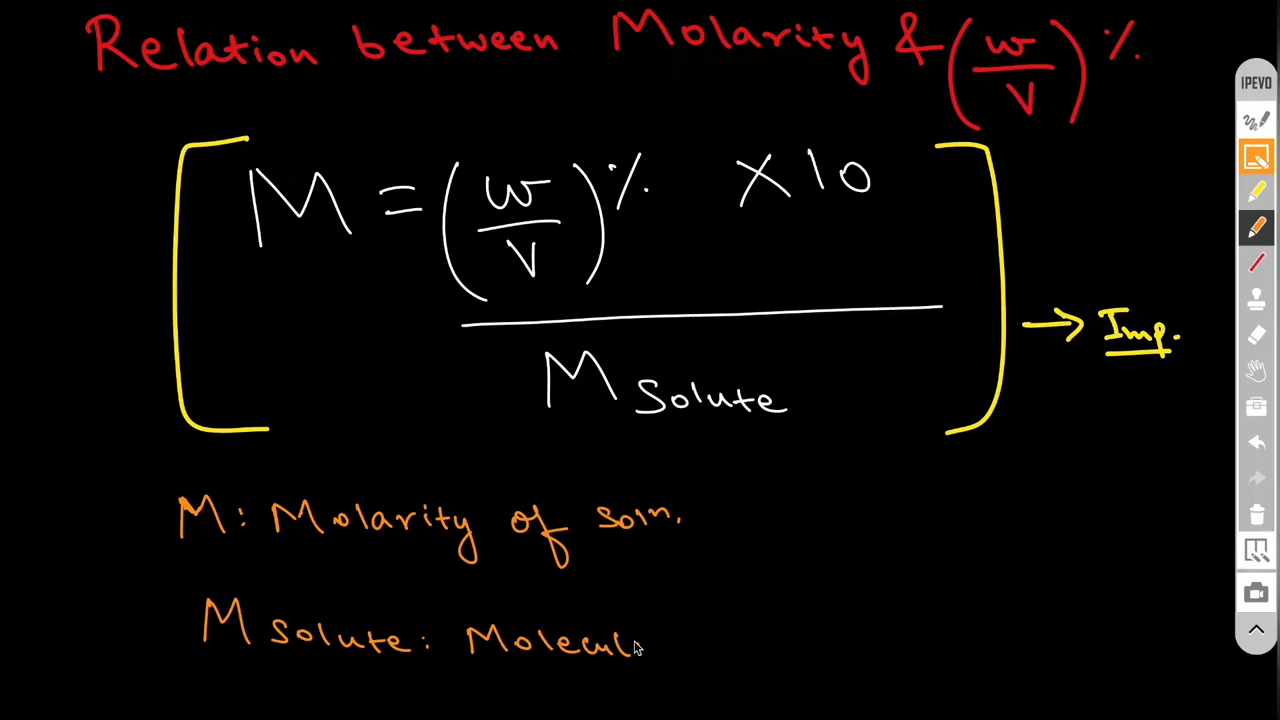 Relation between Molarity & (w/V) %
IPEVO
M = (w/V) % X 10
M solute
→ Imp.
M: Molarity of soln.
M solute: Molecul